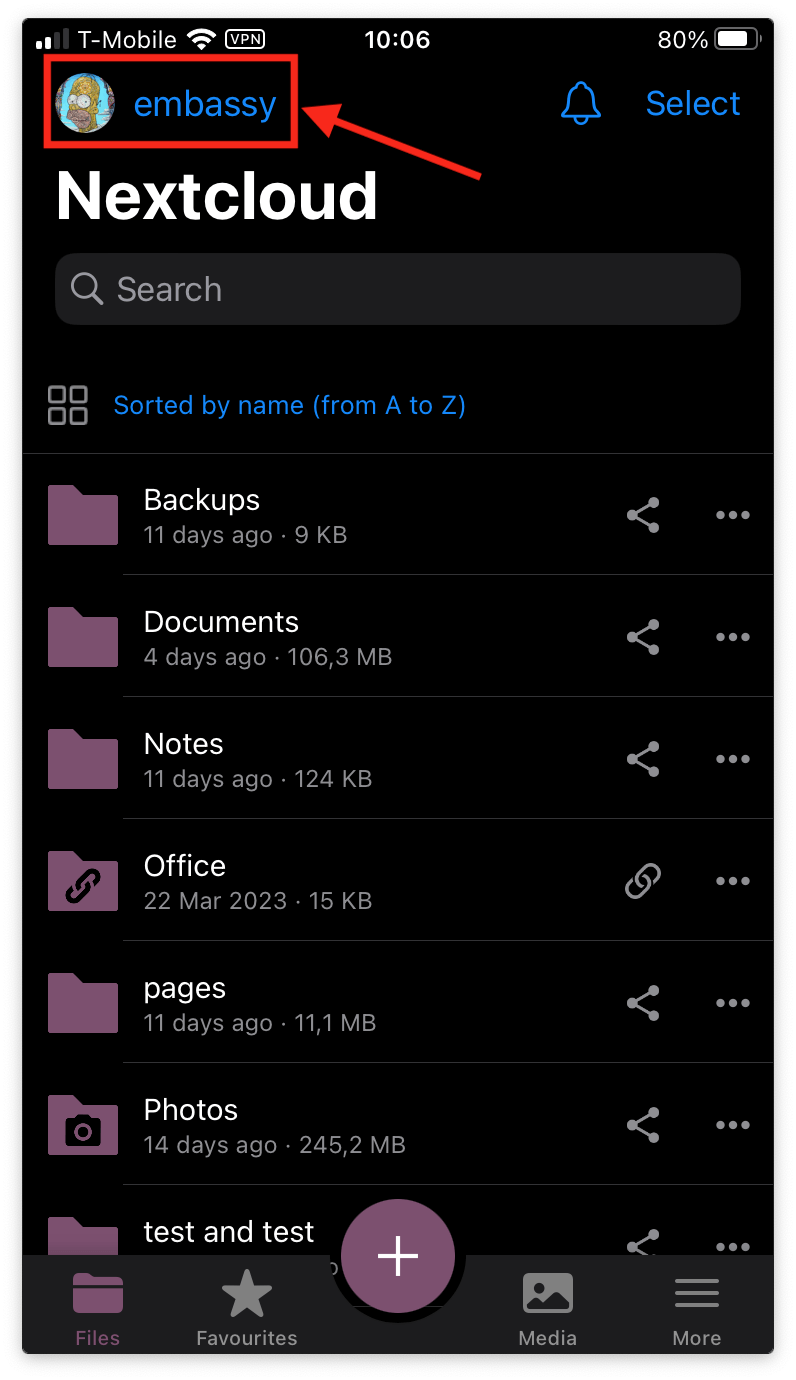 T-Mobile VPN 10:06 80%
embassy Select
Nextcloud
Search
Sorted by name (from A to Z)
Backups
11 days ago · 9 KB
Documents
4 days ago · 106,3 MB
Notes
11 days ago · 124 KB
Office
22 Mar 2023 · 15 KB
pages
11 days ago · 11,1 MB
Photos
14 days ago · 245,2 MB
test and test
Files Favourites Media More